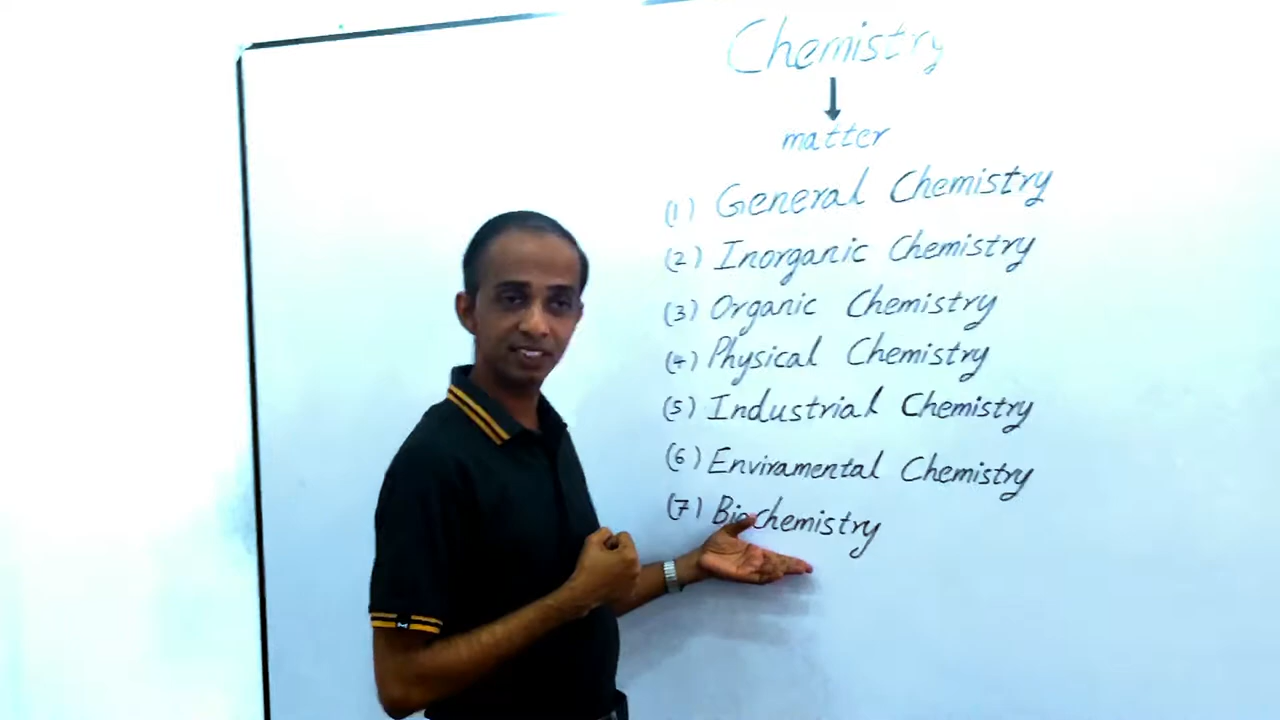 Chemistry
matter
(1) General Chemistry
(2) Inorganic Chemistry
(3) Organic Chemistry
(4) Physical Chemistry
(5) Industrial Chemistry
(6) Enviramental Chemistry
(7) Biochemistry